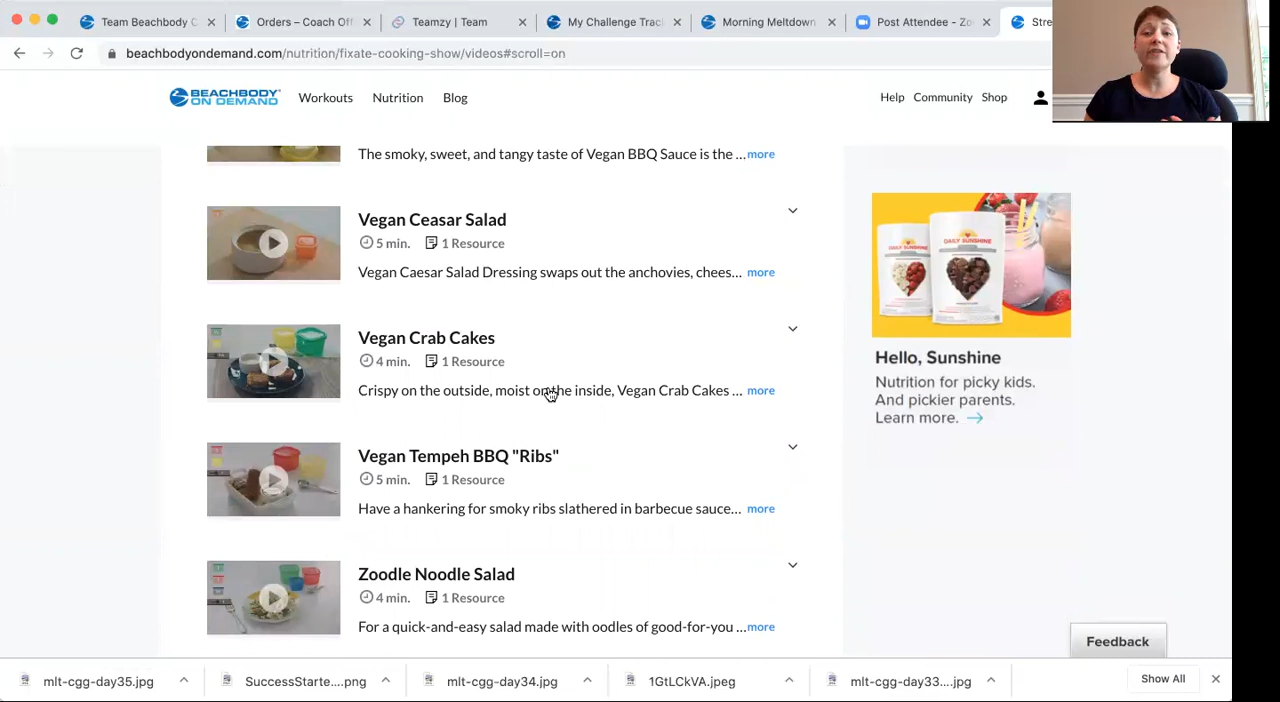 Team Beachbody C
Orders – Coach Off
Teamzy | Team
My Challenge Trac
Morning Meltdown
Post Attendee - Zo
Stre
beachbodyondemand.com/nutrition/fixate-cooking-show/videos#scroll=on
BEACHBODY
ON DEMAND
Workouts
Nutrition
Blog
Help
Community
Shop
The smoky, sweet, and tangy taste of Vegan BBQ Sauce is the ...more
Vegan Ceasar Salad
5 min.
1 Resource
Vegan Caesar Salad Dressing swaps out the anchovies, chees... more
Vegan Crab Cakes
4 min.
1 Resource
Crispy on the outside, moist on the inside, Vegan Crab Cakes ... more
Vegan Tempeh BBQ "Ribs"
5 min.
1 Resource
Have a hankering for smoky ribs slathered in barbecue sauce... more
Zoodle Noodle Salad
4 min.
1 Resource
For a quick-and-easy salad made with oodles of good-for-you ...more
DAILY SUNSHINE
DAILY SUNSHINE
Hello, Sunshine
Nutrition for picky kids.
And pickier parents.
Learn more. →
Feedback
mlt-cgg-day35.jpg
SuccessStarte....png
mlt-cgg-day34.jpg
1GtLCkVA.jpeg
mlt-cgg-day33....jpg
Show All